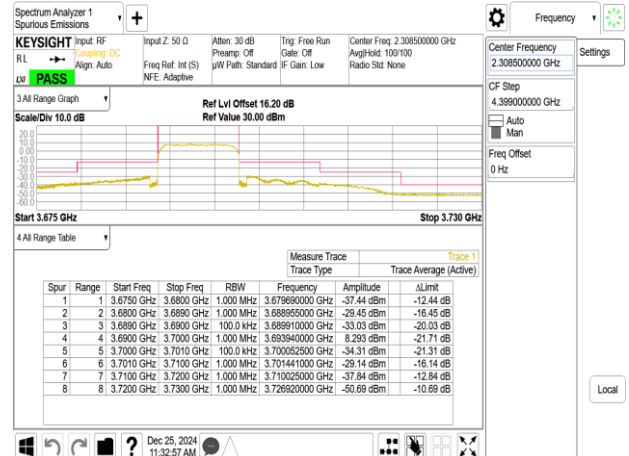 Spectrum Analyzer 1
Spurious Emissions
Frequency
KEYSIGHT Input: RF Input Z: 50 Ω Atten: 30 dB Trig: Free Run Center Freq: 2.308500000 GHz
RL Coupling: DC Preamp: Off Gate: Off Avg|Hold: 100/100
Align: Auto Freq Ref: Int (S) µW Path: Standard IF Gain: Low Radio Std: None
NFE: Adaptive
LXI PASS
Center Frequency
2.308500000 GHz
Settings
CF Step
4.399000000 GHz
Auto
Man
Freq Offset
0 Hz
3 All Range Graph
Ref Lvl Offset 16.20 dB
Scale/Div 10.0 dB Ref Value 30.00 dBm
20.0
10.0
0.00
-10.0
-20.0
-30.0
-40.0
-50.0
-60.0
Start 3.675 GHz Stop 3.730 GHz
4 All Range Table
Measure Trace Trace 1
Trace Type Trace Average (Active)
Spur Range Start Freq Stop Freq RBW Frequency Amplitude ΔLimit
1 1 3.6750 GHz 3.6800 GHz 1.000 MHz 3.679690000 GHz -37.44 dBm -12.44 dB
2 2 3.6800 GHz 3.6890 GHz 1.000 MHz 3.688955000 GHz -29.45 dBm -16.45 dB
3 3 3.6890 GHz 3.6900 GHz 100.0 kHz 3.689910000 GHz -33.03 dBm -20.03 dB
4 4 3.6900 GHz 3.7000 GHz 1.000 MHz 3.693940000 GHz 8.293 dBm -21.71 dB
5 5 3.7000 GHz 3.7010 GHz 100.0 kHz 3.700052500 GHz -34.31 dBm -21.31 dB
6 6 3.7010 GHz 3.7100 GHz 1.000 MHz 3.701441000 GHz -29.14 dBm -16.14 dB
7 7 3.7100 GHz 3.7200 GHz 1.000 MHz 3.710025000 GHz -37.84 dBm -12.84 dB
8 8 3.7200 GHz 3.7300 GHz 1.000 MHz 3.726920000 GHz -50.69 dBm -10.69 dB
Local
Dec 25, 2024
11:32:57 AM